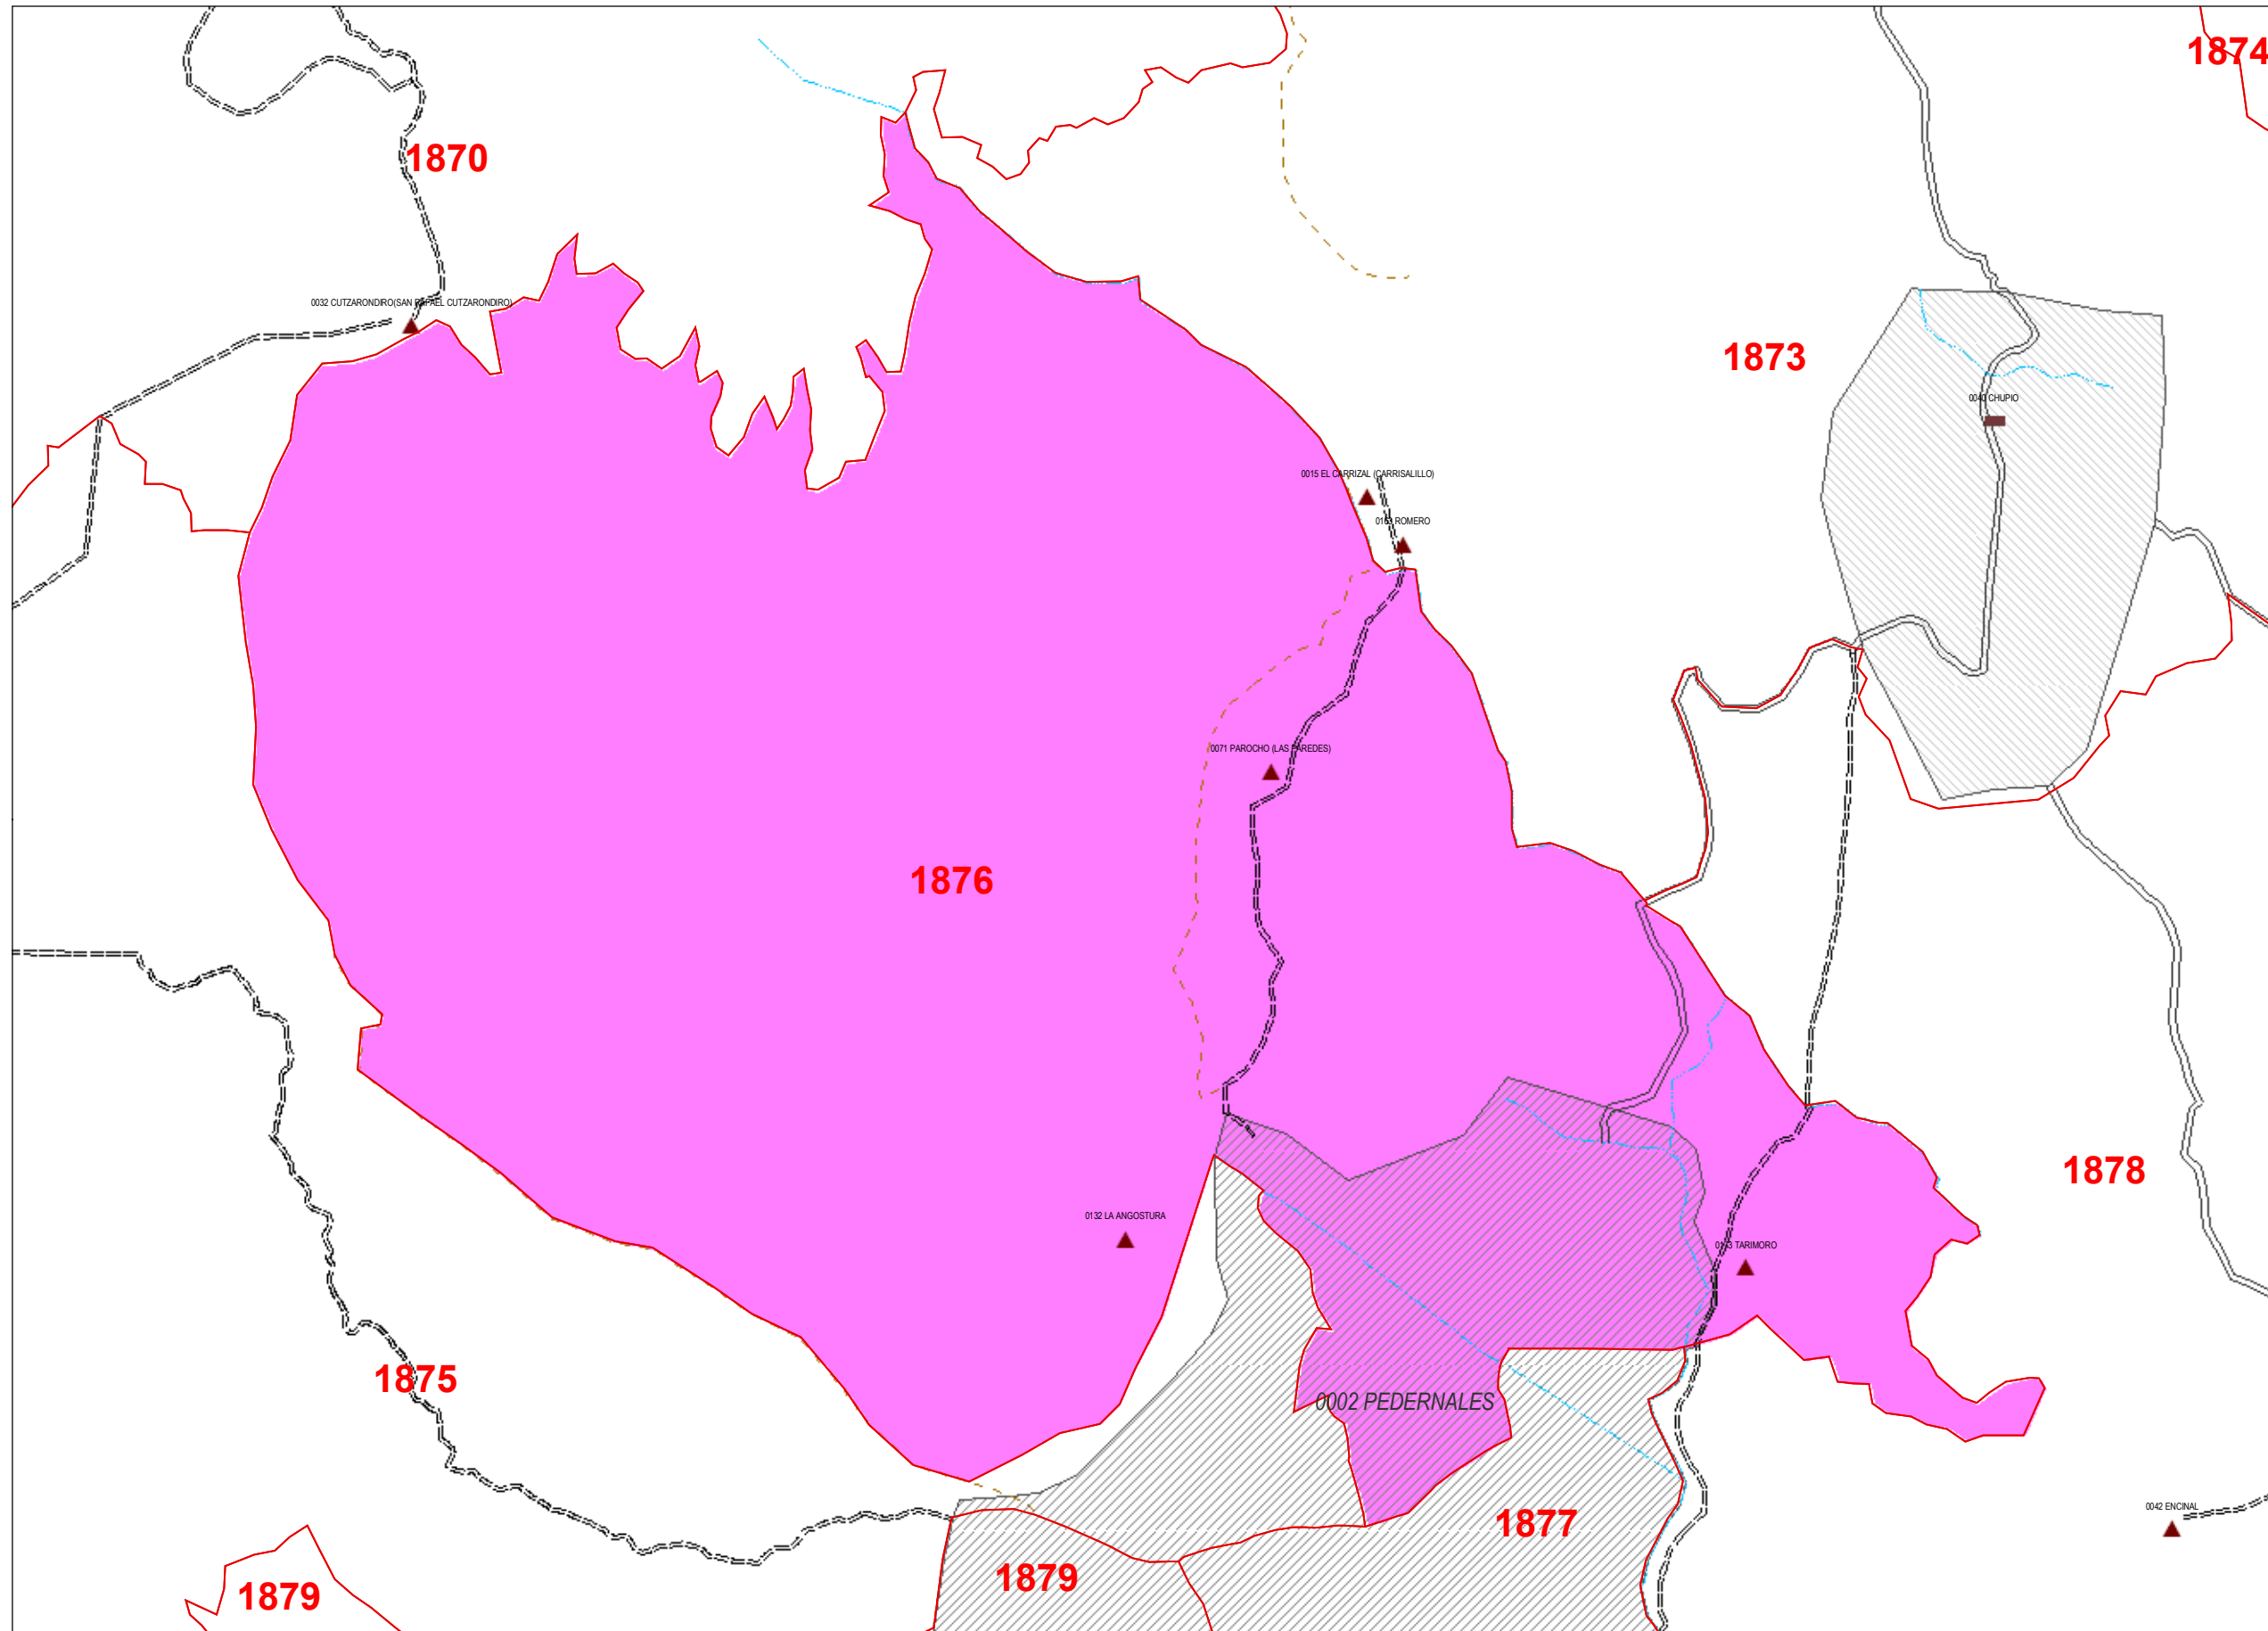 1874
1870
0032 CUTZARONDIRO(SAN RAFAEL CUTZARONDIRO)
1873
0040 CHUPIO
0015 EL CARRIZAL (CARRISALILLO)
ROMERO
0071 PAROCHO (LAS PAREDES)
1876
1878
0132 LA ANGOSTURA
TARIMORO
1875
0002 PEDERNALES
0042 ENCINAL
1877
1879
1879